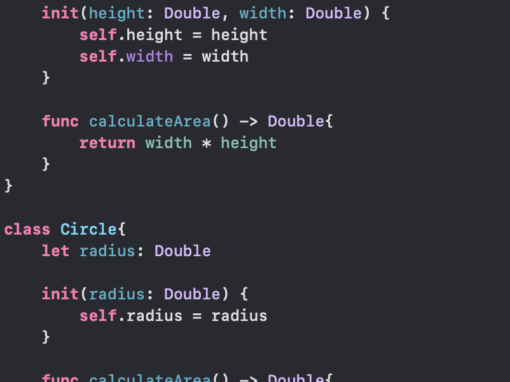 init(height: Double, width: Double) {
self.height = height
self.width = width
}
func calculateArea() -> Double{
return width * height
}
}
class Circle{
let radius: Double
init(radius: Double) {
self.radius = radius
}
func calculateArea() -> Double{